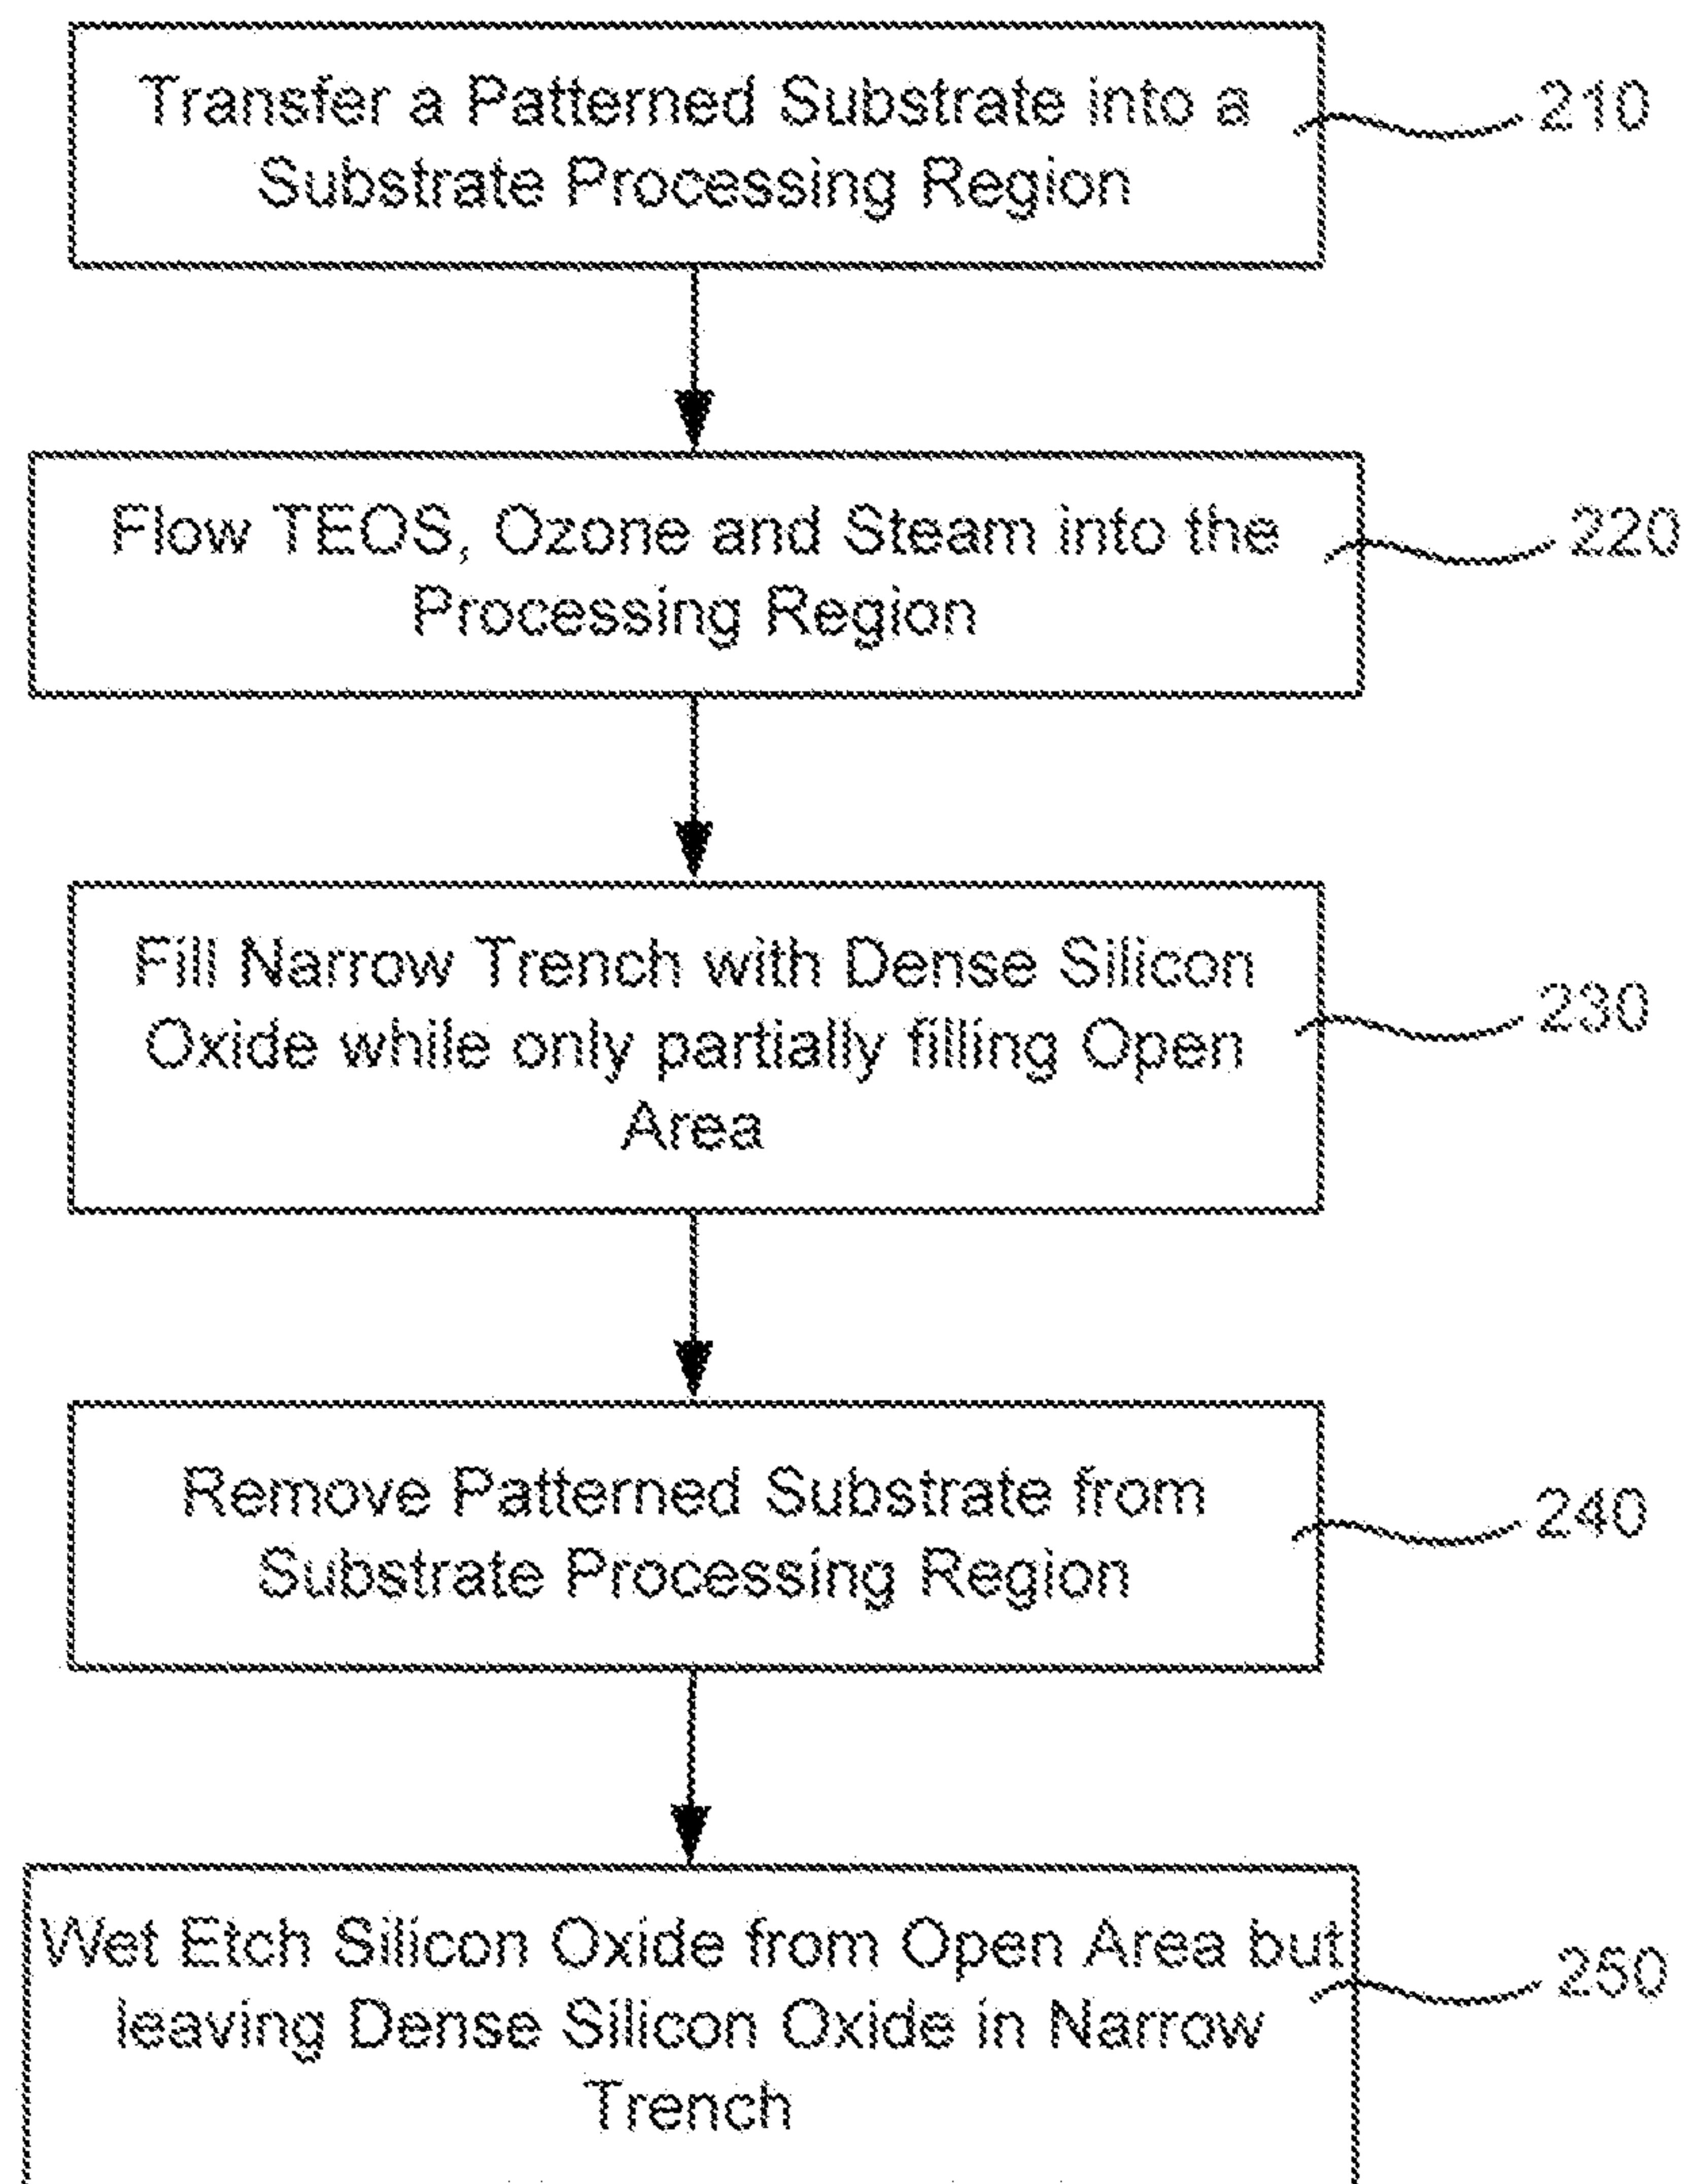 Transfer a Patterned Substrate into a
Substrate Processing Region
210
Flow TEOS, Ozone and Steam into the
Processing Region
220
Fill Narrow Trench with Dense Silicon
Oxide while only partially filling Open
Area
230
Remove Patterned Substrate from
Substrate Processing Region
240
Wet Etch Silicon Oxide from Open Area but
leaving Dense Silicon Oxide in Narrow
Trench
250